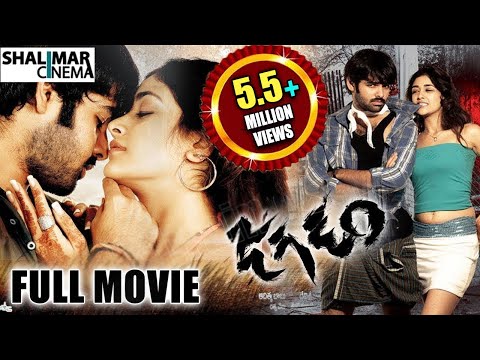 SHALIMAR
CINEMA
5.5+
MILLION
VIEWS
జగడం
FULL MOVIE